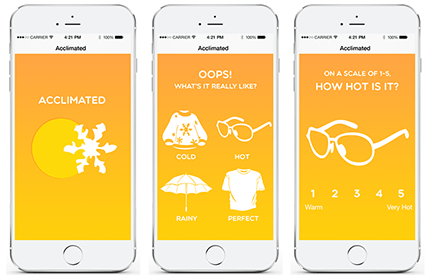 CARRIER 4:21 PM 100%
Acclimated
ACCLIMATED
CARRIER 4:21 PM 100%
Acclimated
OOPS!
WHAT'S IT REALLY LIKE?
COLD HOT
RAINY PERFECT
CARRIER 4:21 PM 100%
Acclimated
ON A SCALE OF 1-5,
HOW HOT IS IT?
1 2 3 4 5
Warm Very Hot